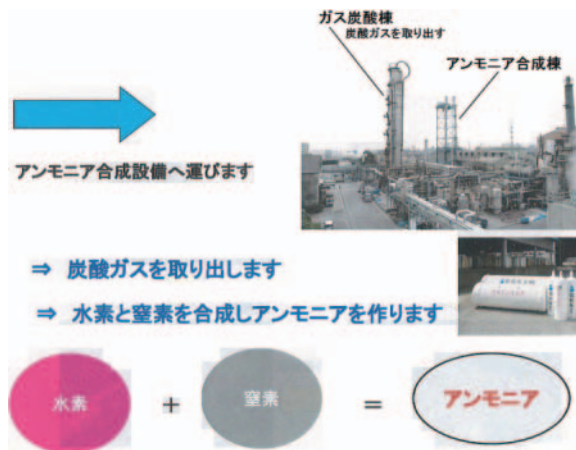 ガス炭酸棟
炭酸ガスを取り出す
アンモニア合成棟
アンモニア合成設備へ運びます
⇒ 炭酸ガスを取り出します
⇒ 水素と窒素を合成しアンモニアを作ります
水素 + 窒素 = アンモニア